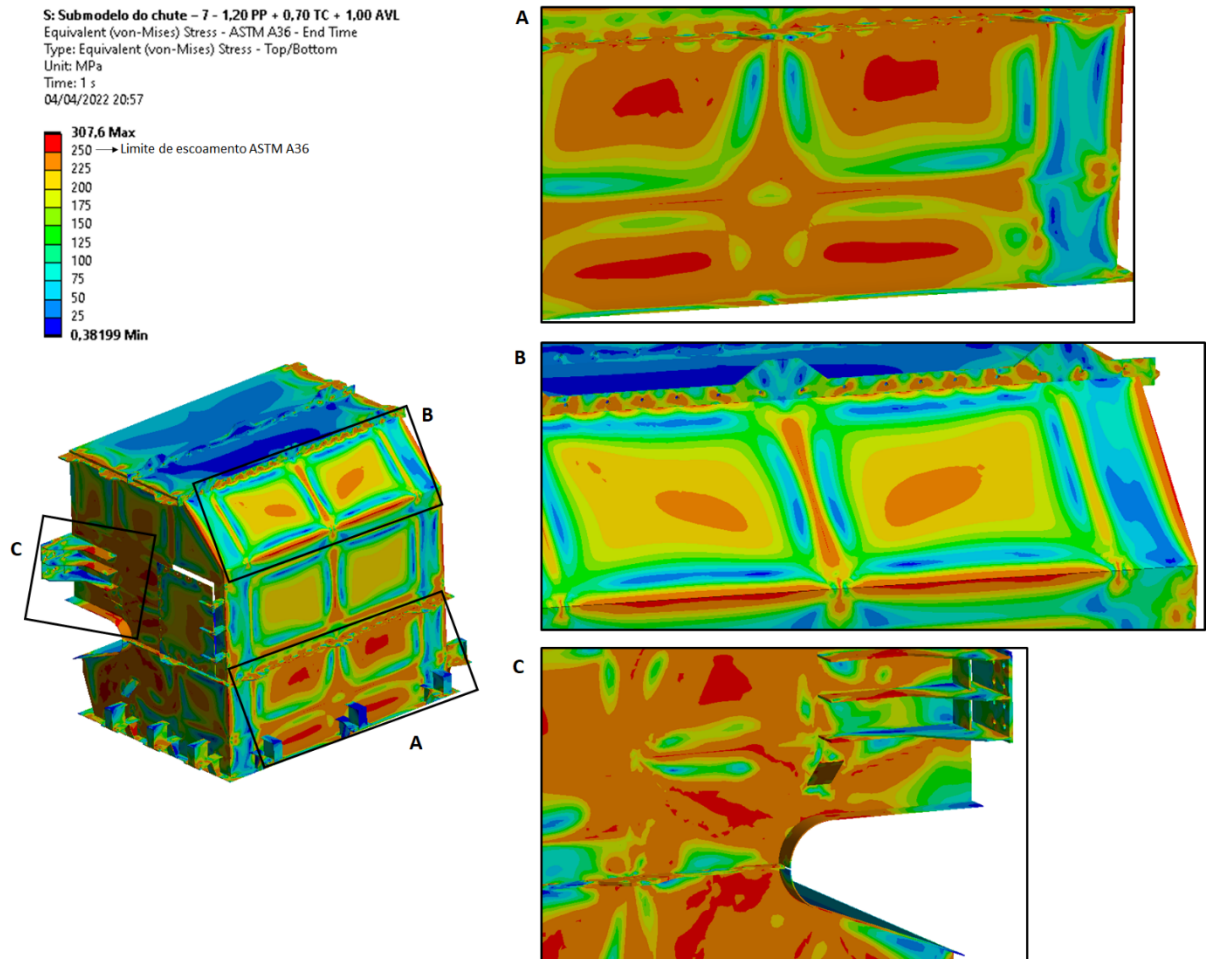 S: Submodelo do chute – 7 - 1,20 PP + 0,70 TC + 1,00 AVL
Equivalent (von-Mises) Stress - ASTM A36 - End Time
Type: Equivalent (von-Mises) Stress - Top/Bottom
Unit: MPa
Time: 1 s
04/04/2022 20:57
307,6 Max
250 → Limite de escoamento ASTM A36
225
200
175
150
125
100
75
50
25
0,38199 Min
A
B
C
B
C
A